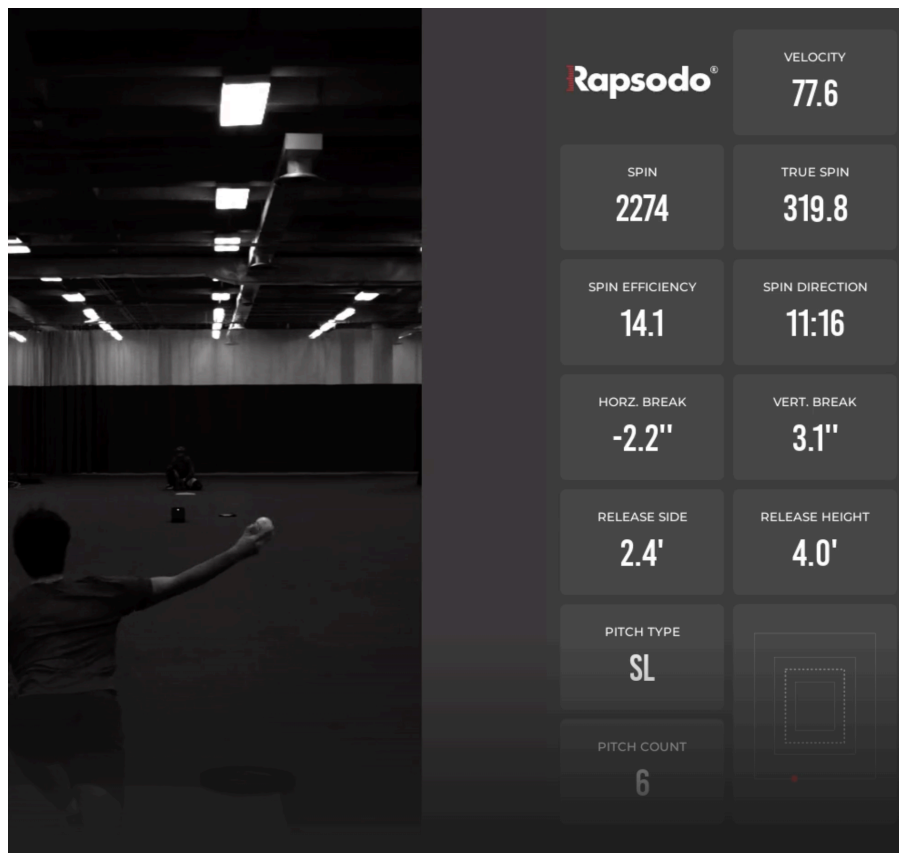 Rapsodo®
VELOCITY
77.6
SPIN
2274
TRUE SPIN
319.8
SPIN EFFICIENCY
14.1
SPIN DIRECTION
11:16
HORZ. BREAK
-2.2"
VERT. BREAK
3.1"
RELEASE SIDE
2.4'
RELEASE HEIGHT
4.0'
PITCH TYPE
SL
PITCH COUNT
6